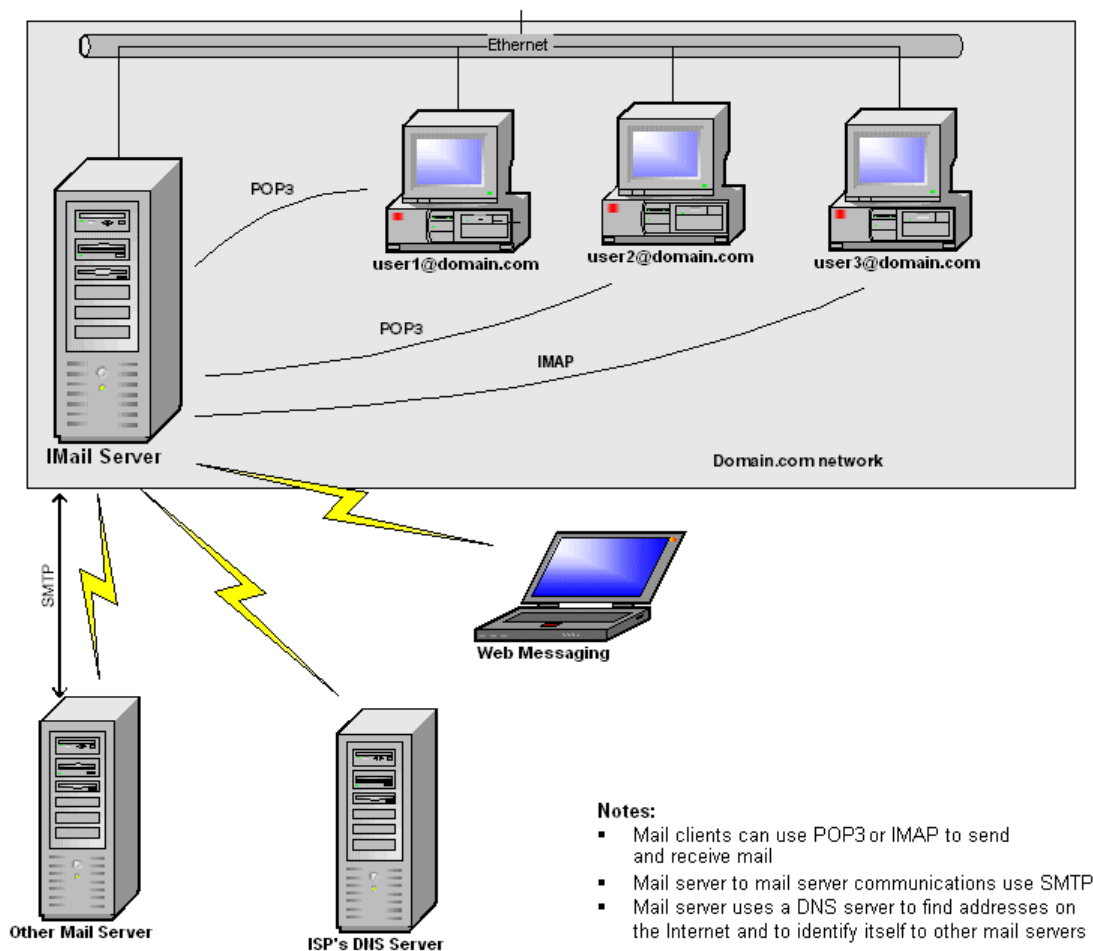 Ethernet
POP3
user1@domain.com
user2@domain.com
user3@domain.com
POP3
IMAP
IMail Server
Domain.com network
SMTP
Web Messaging
Other Mail Server
ISP's DNS Server
Notes:
▪ Mail clients can use POP3 or IMAP to send
and receive mail
▪ Mail server to mail server communications use SMTP
▪ Mail server uses a DNS server to find addresses on
the Internet and to identify itself to other mail servers